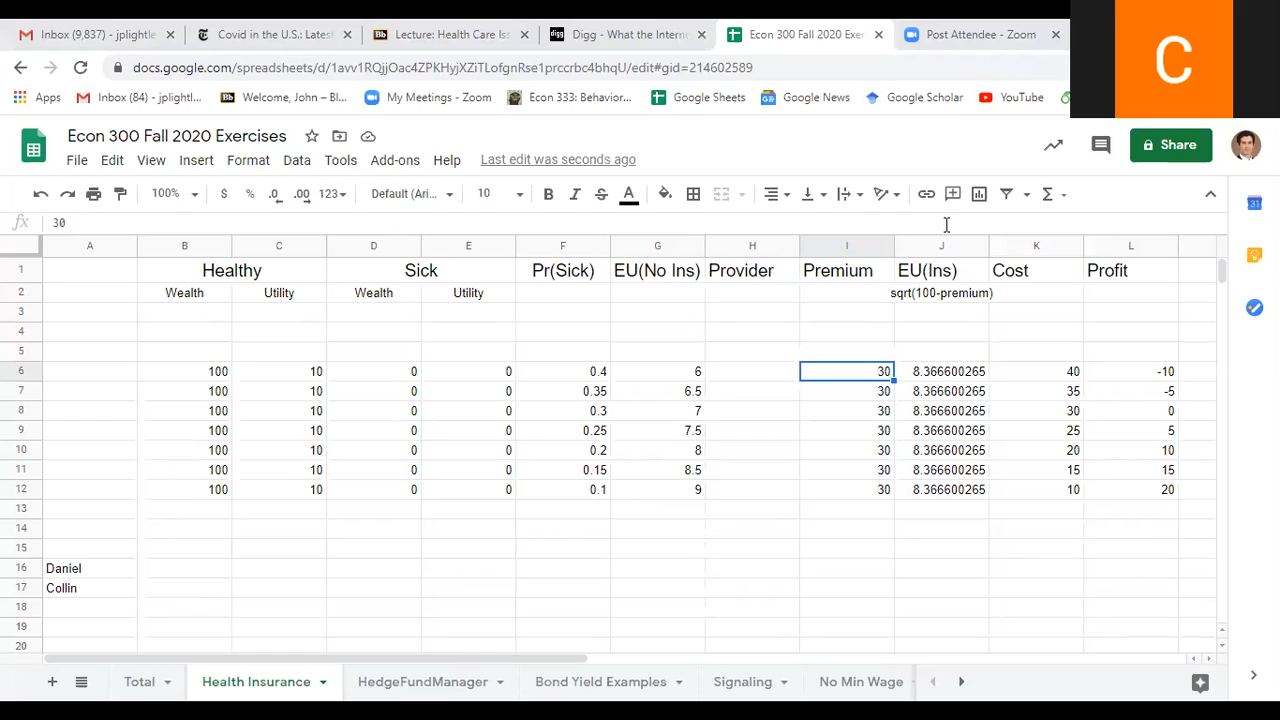 Inbox (9,837) - jplightle
Covid in the U.S.: Latest
Lecture: Health Care Iss
Digg - What the Intern
Econ 300 Fall 2020 Exer
Post Attendee - Zoom
docs.google.com/spreadsheets/d/1avv1RQjjOac4ZPKHyjXZiTLofgnRse1prccrbc4bhqU/edit#gid=214602589
Apps
Inbox (84) - jplightl...
Welcome, John – Bl...
My Meetings - Zoom
Econ 333: Behavior...
Google Sheets
Google News
Google Scholar
YouTube
C
Econ 300 Fall 2020 Exercises
File Edit View Insert Format Data Tools Add-ons Help Last edit was seconds ago
Share
100% $ % .0 .00 123 Default (Ari... 10 B I S A
fx 30
A B C D E F G H I J K L
1 Healthy Sick Pr(Sick) EU(No Ins) Provider Premium EU(Ins) Cost Profit
2 Wealth Utility Wealth Utility sqrt(100-premium)
3
4
5
6 100 10 0 0 0.4 6 30 8.366600265 40 -10
7 100 10 0 0 0.35 6.5 30 8.366600265 35 -5
8 100 10 0 0 0.3 7 30 8.366600265 30 0
9 100 10 0 0 0.25 7.5 30 8.366600265 25 5
10 100 10 0 0 0.2 8 30 8.366600265 20 10
11 100 10 0 0 0.15 8.5 30 8.366600265 15 15
12 100 10 0 0 0.1 9 30 8.366600265 10 20
13
14
15
16 Daniel
17 Collin
18
19
20
Total Health Insurance HedgeFundManager Bond Yield Examples Signaling No Min Wage